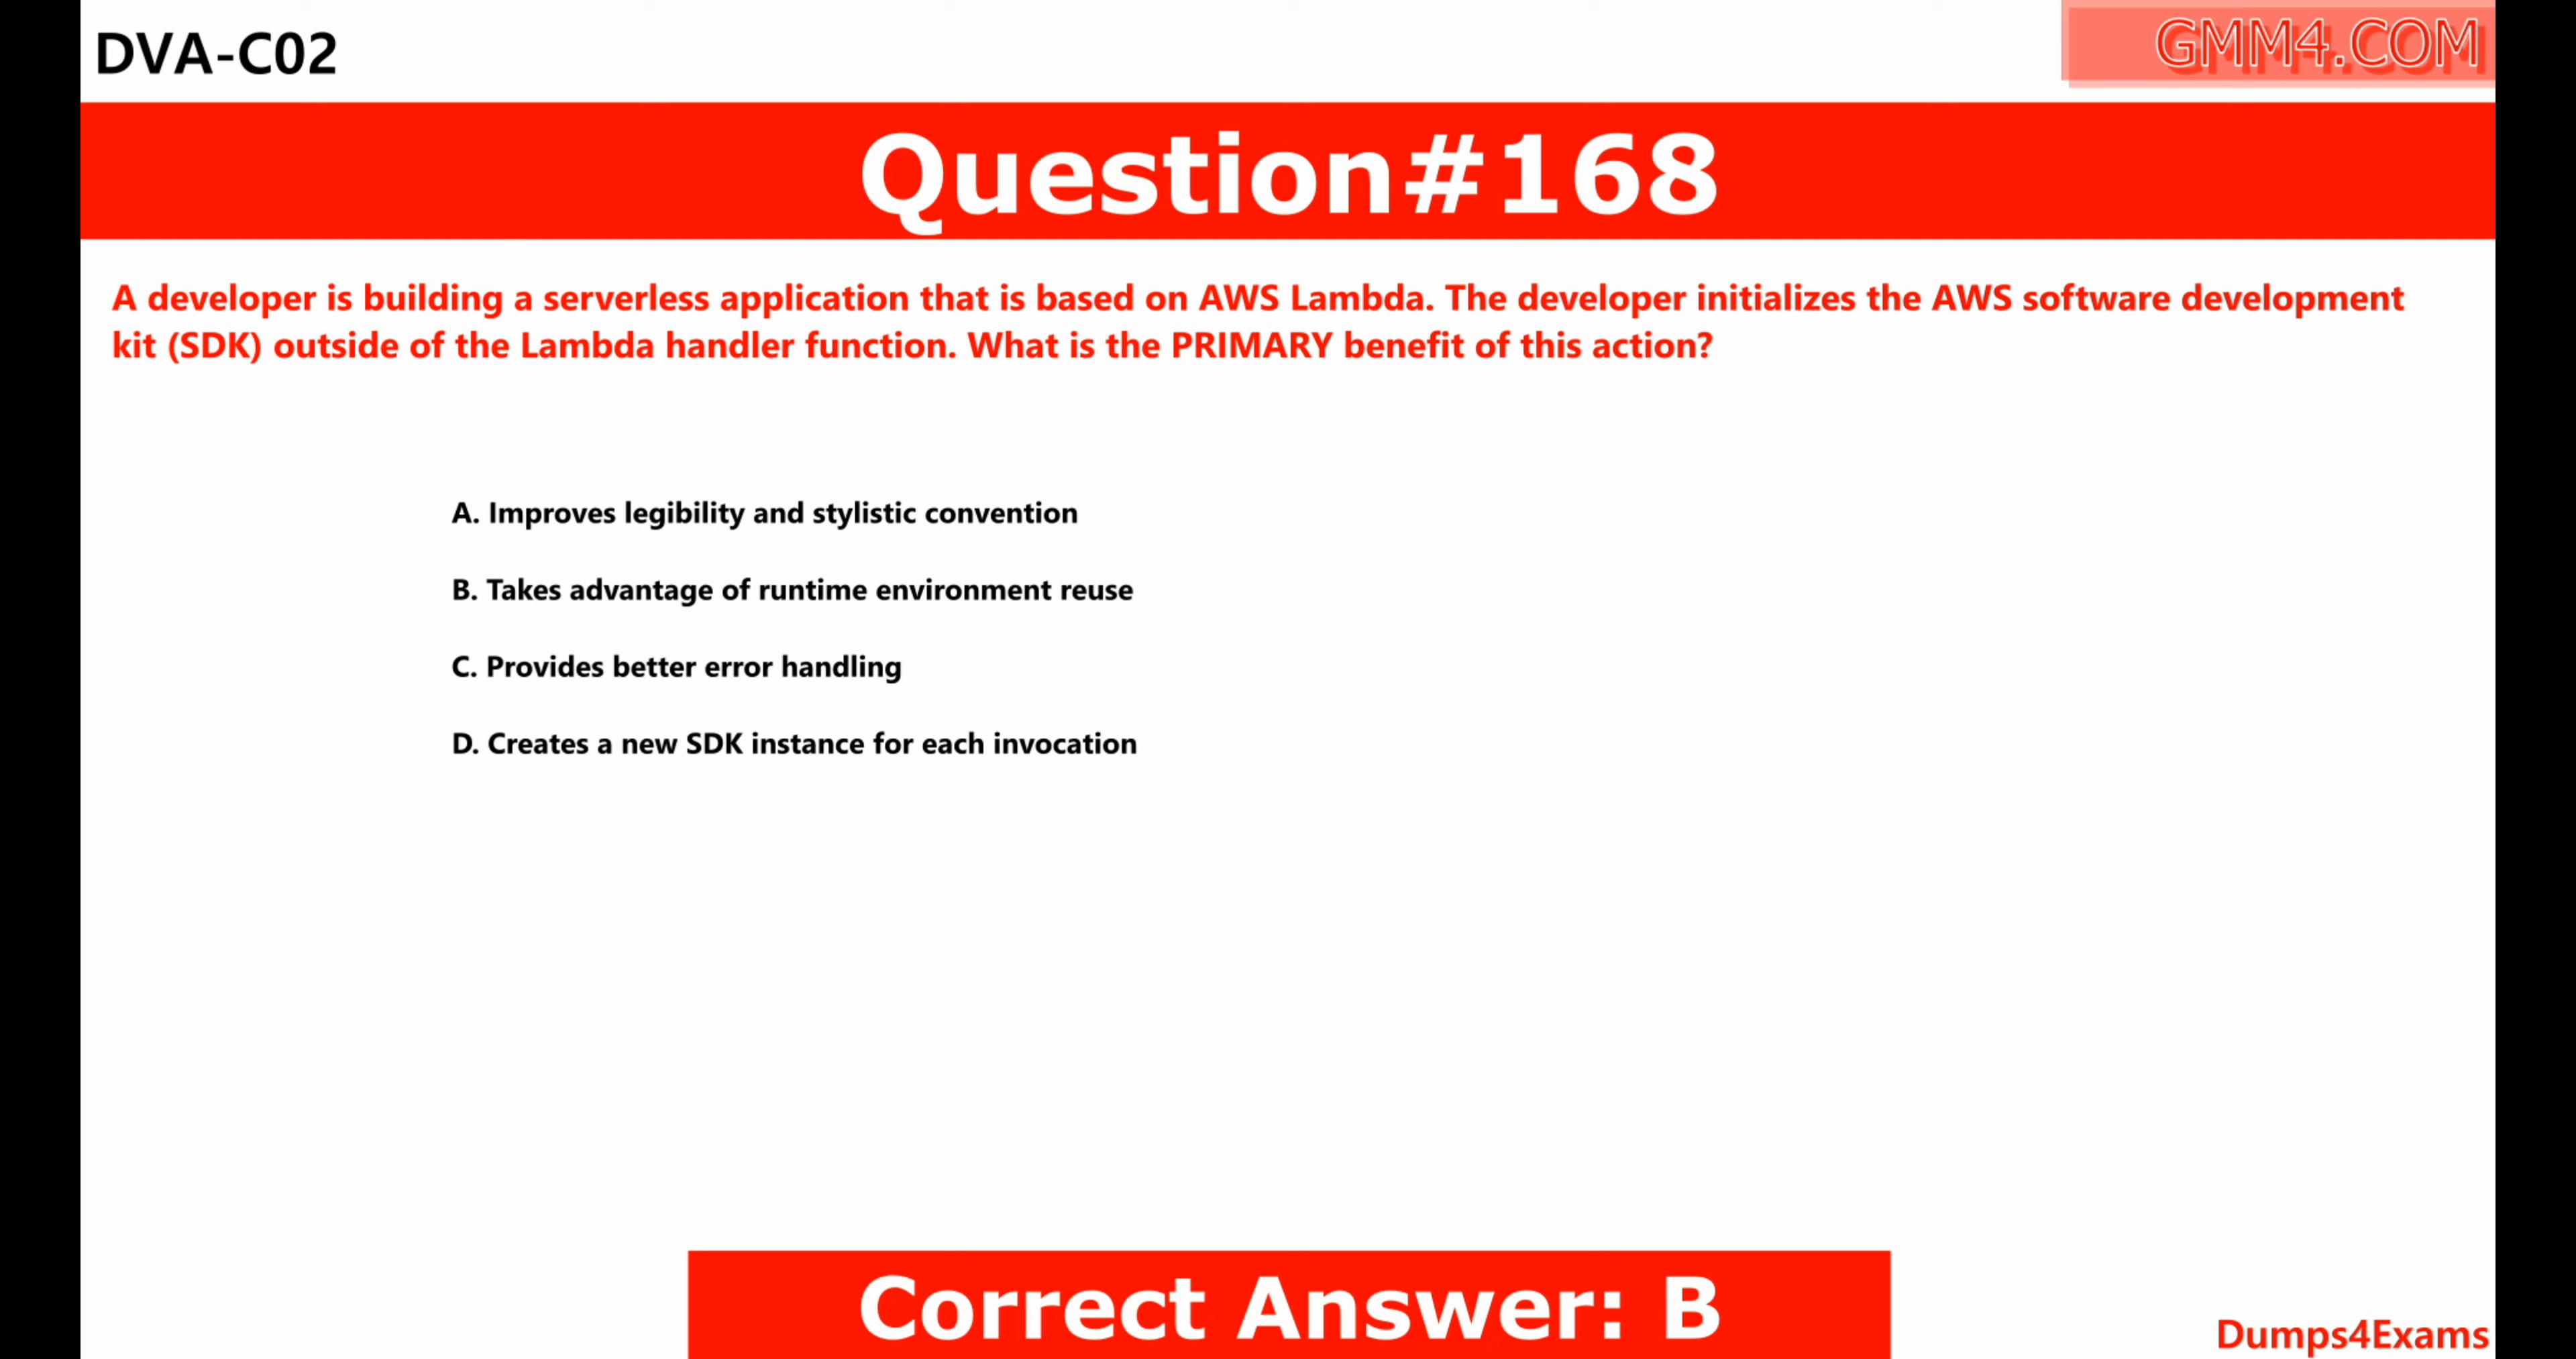 DVA-C02
GMM4.COM
Question#168
A developer is building a serverless application that is based on AWS Lambda. The developer initializes the AWS software development
kit (SDK) outside of the Lambda handler function. What is the PRIMARY benefit of this action?
A. Improves legibility and stylistic convention
B. Takes advantage of runtime environment reuse
C. Provides better error handling
D. Creates a new SDK instance for each invocation
Correct Answer: B
Dumps4Exams